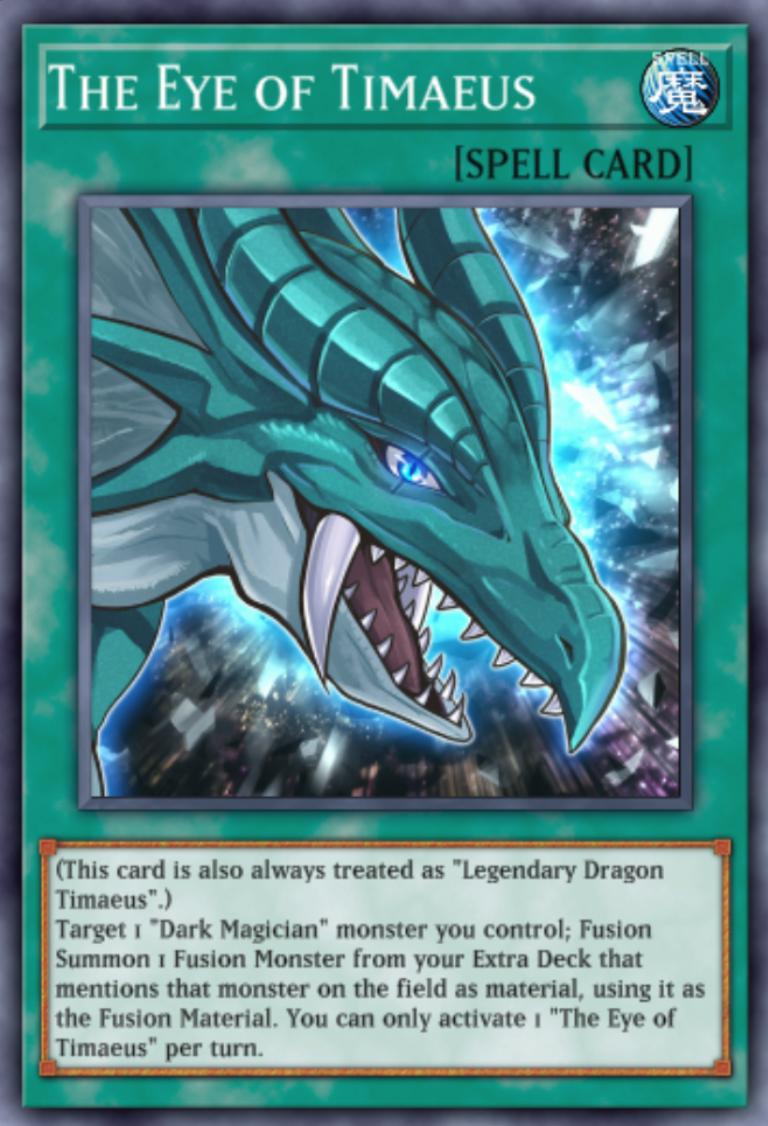 The Eye of Timaeus
SPELL
魔
[SPELL CARD]
(This card is also always treated as "Legendary Dragon
Timaeus".)
Target 1 "Dark Magician" monster you control; Fusion
Summon 1 Fusion Monster from your Extra Deck that
mentions that monster on the field as material, using it as
the Fusion Material. You can only activate 1 "The Eye of
Timaeus" per turn.